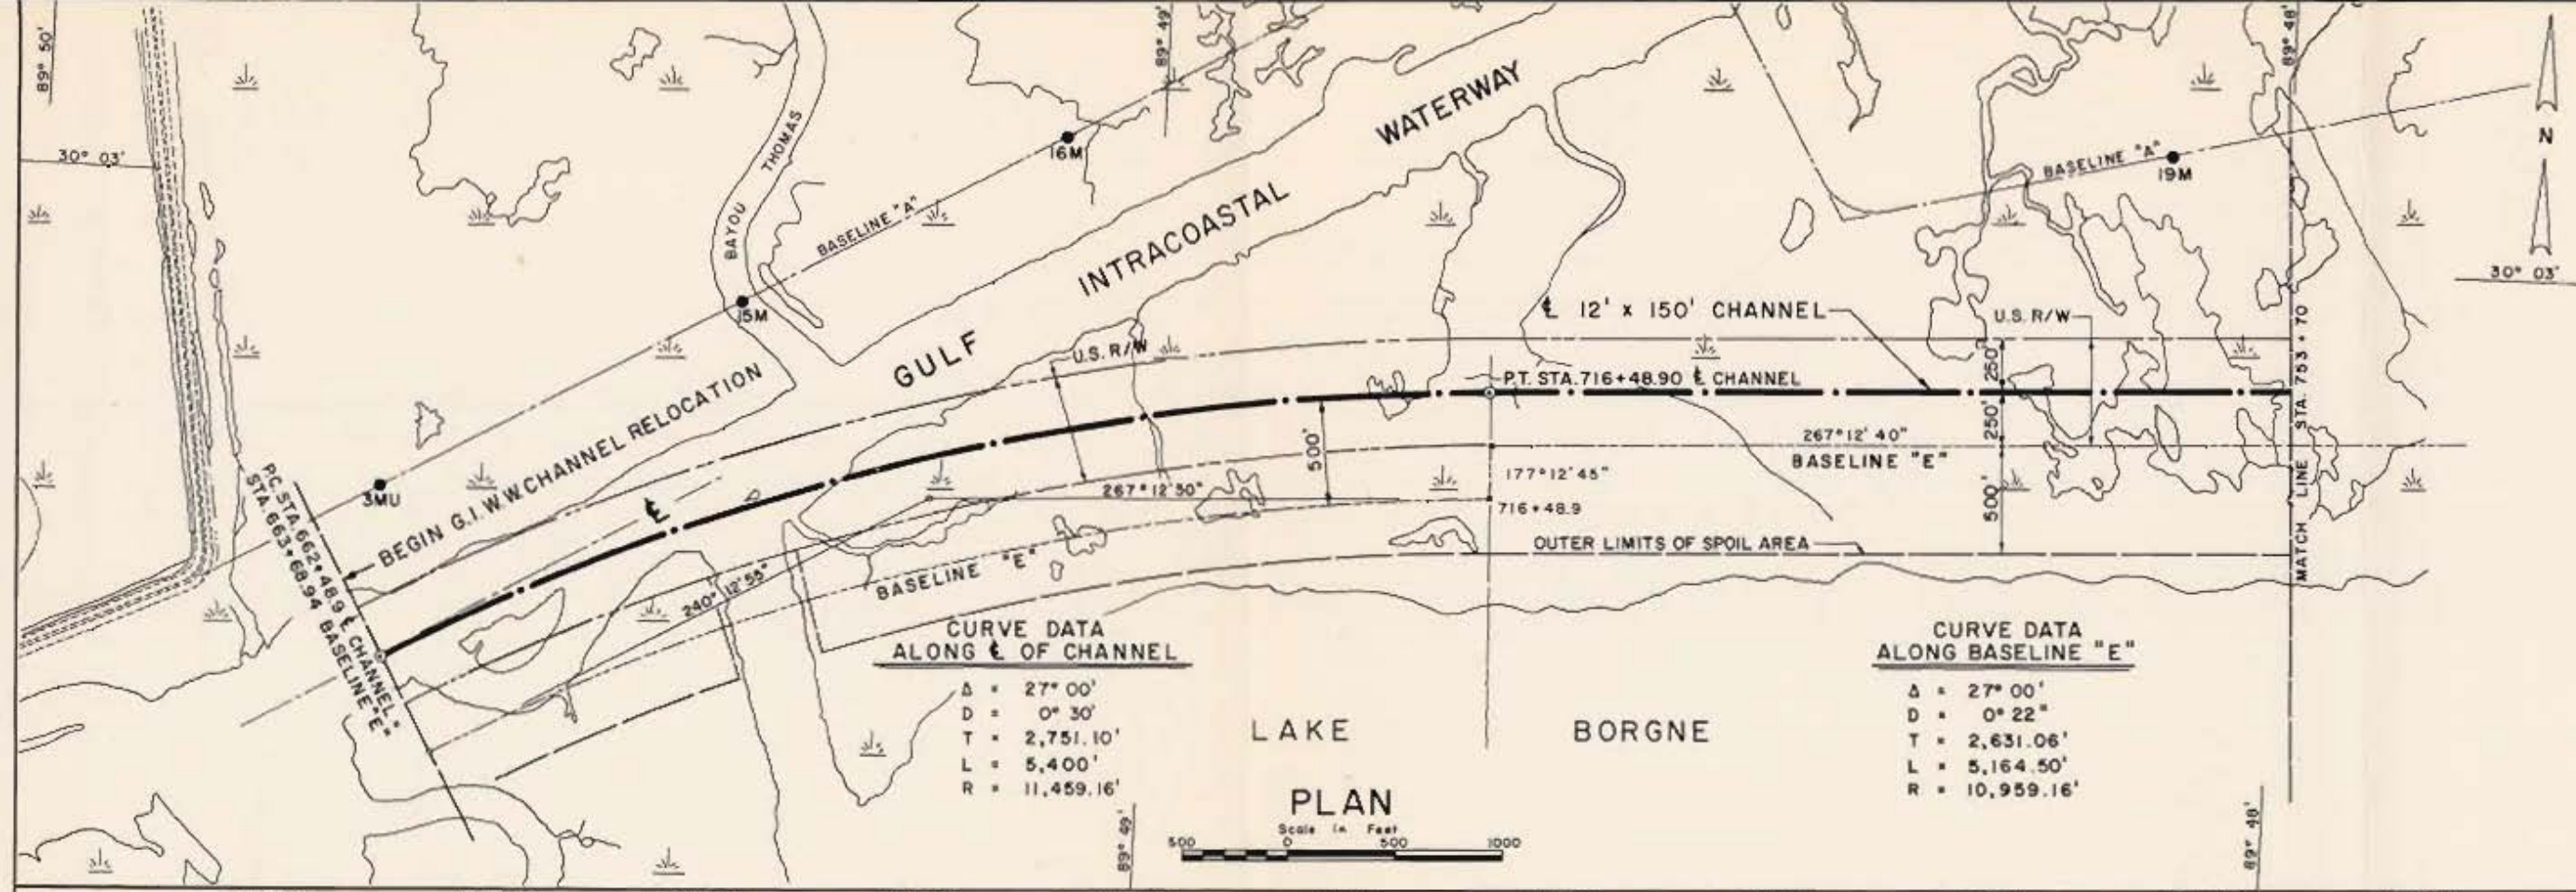 89° 50'
89° 49'
89° 48'
30° 03'
BAYOU THOMAS
16M
BASELINE "A"
15M
GULF INTRACOASTAL WATERWAY
BASELINE "A"
19M
N
30° 03'
℄ 12' x 150' CHANNEL
U.S. R/W
U.S. R/W
250'
P.T. STA. 716+48.90 ℄ CHANNEL
3MU
BEGIN G.I.W.W. CHANNEL RELOCATION
℄
500'
250'
267° 12' 40"
BASELINE "E"
177° 12' 45"
267° 12' 50"
716+48.9
500'
P.C. STA. 662+48.9 ℄ CHANNEL =
STA. 663+68.94 BASELINE "E"
240° 12' 55"
BASELINE "E"
OUTER LIMITS OF SPOIL AREA
MATCH LINE STA. 753+70
CURVE DATA
ALONG ℄ OF CHANNEL
Δ = 27° 00'
D = 0° 30'
T = 2,751.10'
L = 5,400'
R = 11,459.16'
LAKE BORGNE
CURVE DATA
ALONG BASELINE "E"
Δ = 27° 00'
D = 0° 22"
T = 2,631.06'
L = 5,164.50'
R = 10,959.16'
PLAN
Scale in Feet
500 0 500 1000
89° 49'
89° 48'